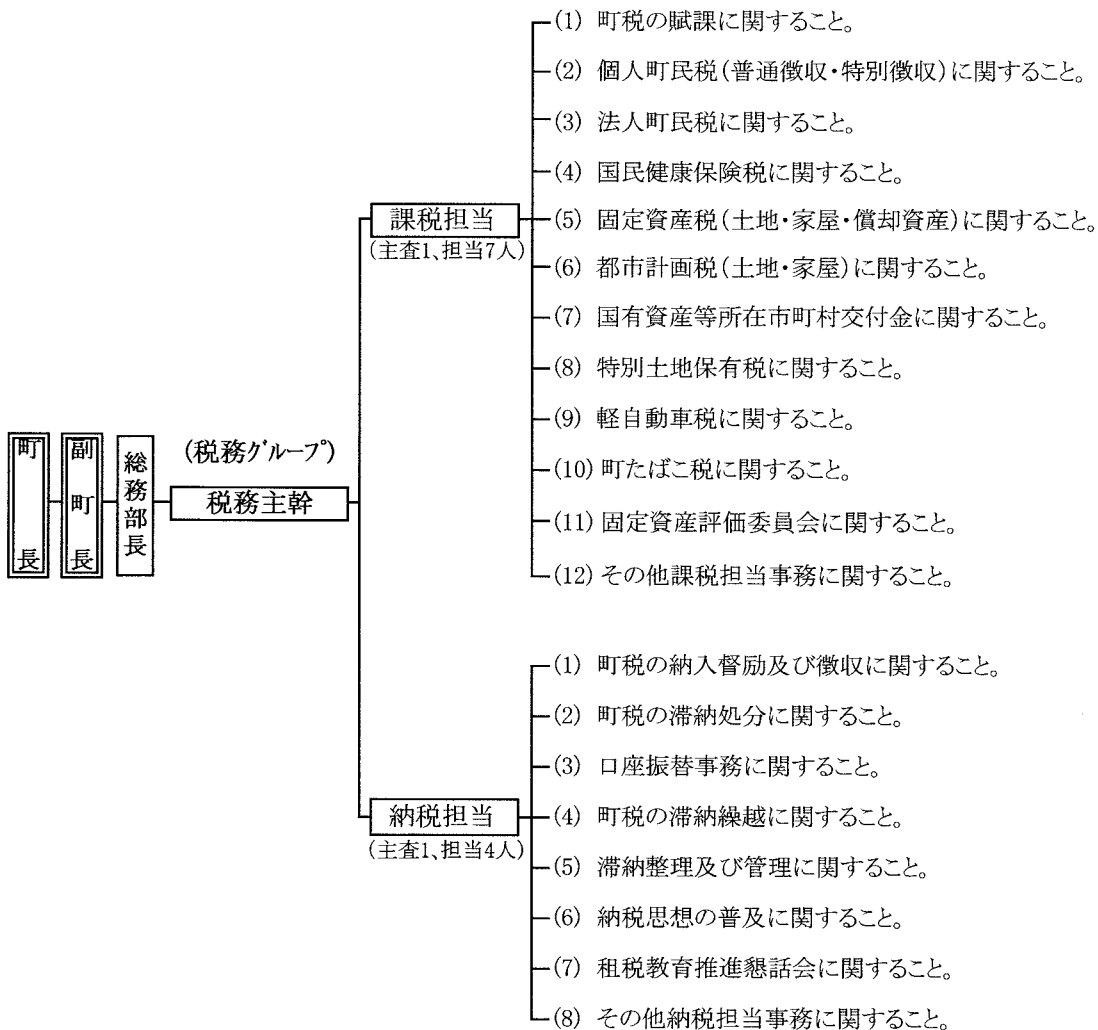 町長
副町長
総務部長
(税務グループ)
税務主幹
課税担当
(主査1、担当7人)
(1) 町税の賦課に関すること。
(2) 個人町民税(普通徴収・特別徴収)に関すること。
(3) 法人町民税に関すること。
(4) 国民健康保険税に関すること。
(5) 固定資産税(土地・家屋・償却資産)に関すること。
(6) 都市計画税(土地・家屋)に関すること。
(7) 国有資産等所在市町村交付金に関すること。
(8) 特別土地保有税に関すること。
(9) 軽自動車税に関すること。
(10) 町たばこ税に関すること。
(11) 固定資産評価委員会に関すること。
(12) その他課税担当事務に関すること。
納税担当
(主査1、担当4人)
(1) 町税の納入督励及び徴収に関すること。
(2) 町税の滞納処分に関すること。
(3) 口座振替事務に関すること。
(4) 町税の滞納繰越に関すること。
(5) 滞納整理及び管理に関すること。
(6) 納税思想の普及に関すること。
(7) 租税教育推進懇話会に関すること。
(8) その他納税担当事務に関すること。